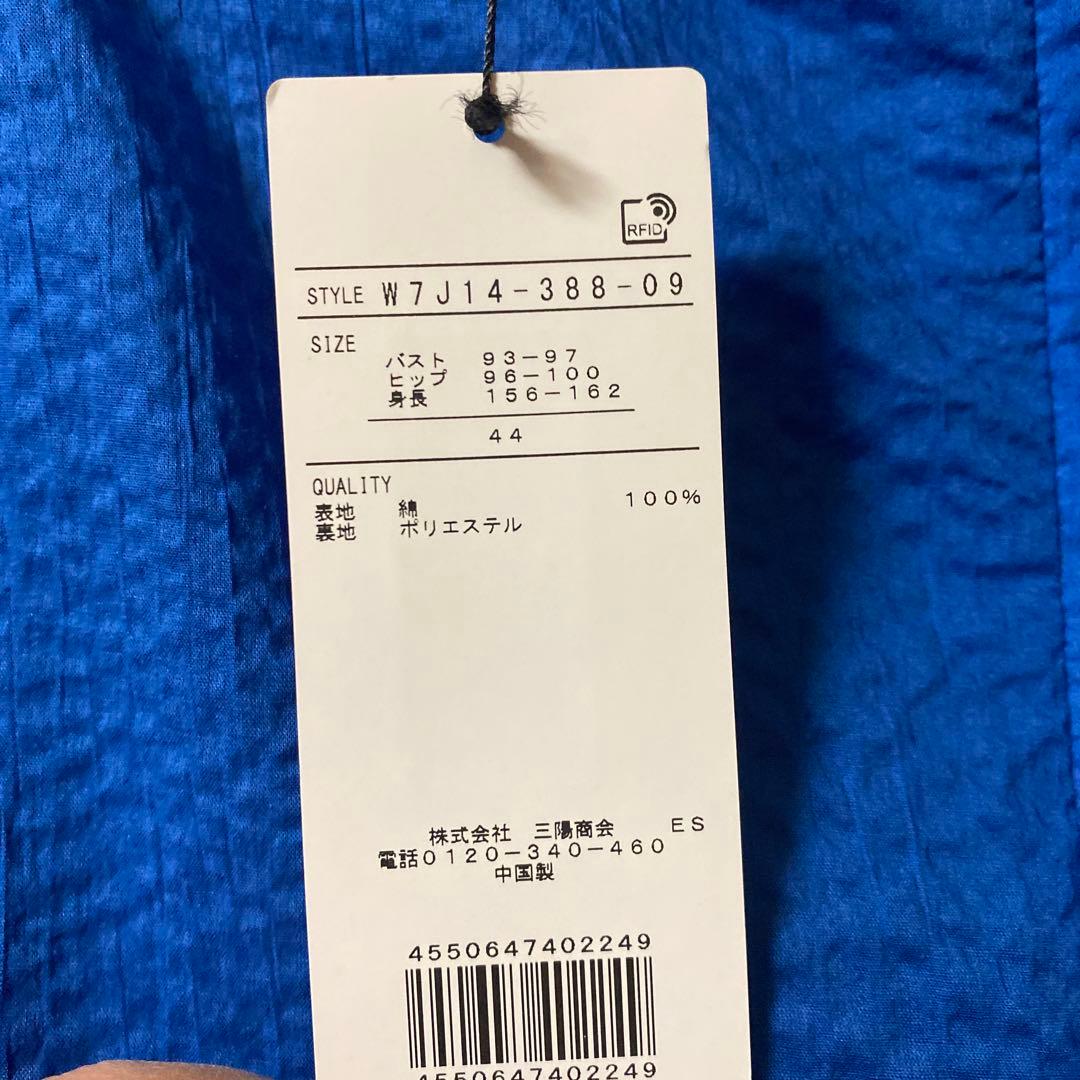 RFID
STYLE W7J14-388-09
SIZE
バスト 93-97
ヒップ 96-100
身長 156-162
44
QUALITY
表地 綿 100%
裏地 ポリエステル
株式会社 三陽商会 ES
電話0120-340-460
中国製
4550647402249
4550647402249